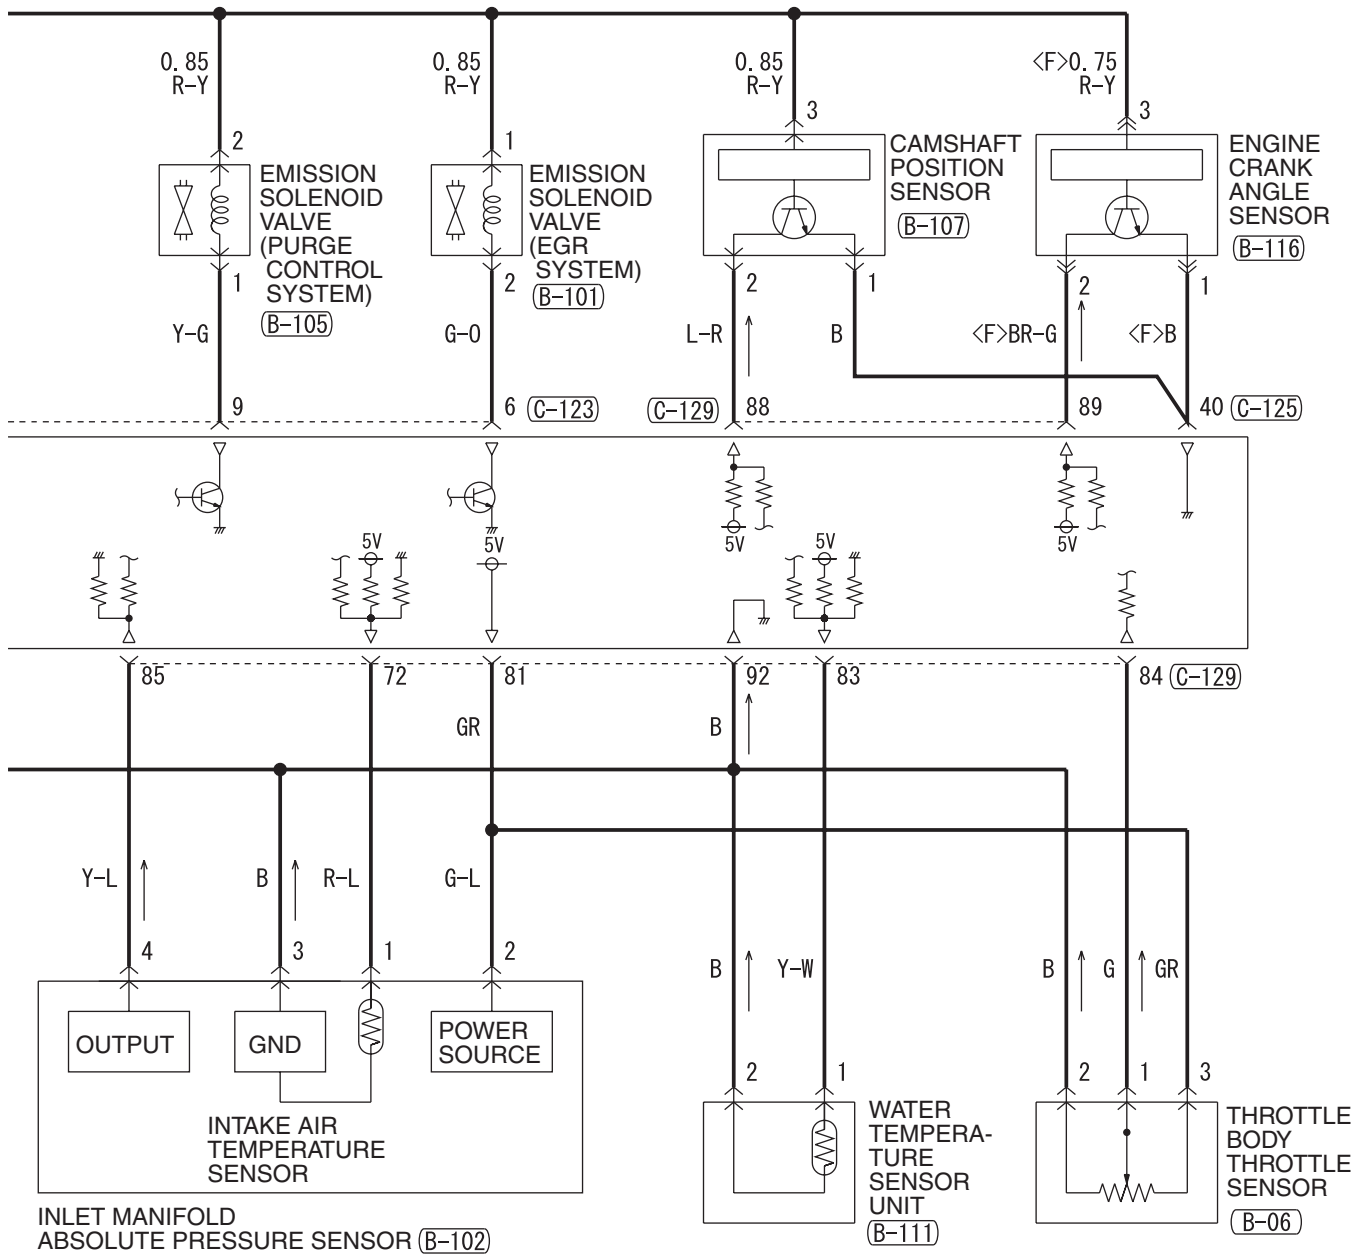 0.85
R-Y
0.85
R-Y
0.85
R-Y
<F>0.75
R-Y
2
1
3
3
EMISSION
SOLENOID
VALVE
(PURGE
CONTROL
SYSTEM)
B-105
EMISSION
SOLENOID
VALVE
(EGR
SYSTEM)
B-101
CAMSHAFT
POSITION
SENSOR
B-107
ENGINE
CRANK
ANGLE
SENSOR
B-116
1
2
2
1
2
1
Y-G
G-O
L-R
B
<F>BR-G
<F>B
9
6
C-123
C-129
88
89
40
C-125
5V
5V
5V
5V
5V
85
72
81
92
83
84
C-129
GR
B
Y-L
B
R-L
G-L
4
3
1
2
B
Y-W
B
G
GR
OUTPUT
GND
POWER
SOURCE
INTAKE AIR
TEMPERATURE
SENSOR
INLET MANIFOLD
ABSOLUTE PRESSURE SENSOR B-102
2
1
WATER
TEMPERA-
TURE
SENSOR
UNIT
B-111
2
1
3
THROTTLE
BODY
THROTTLE
SENSOR
B-06